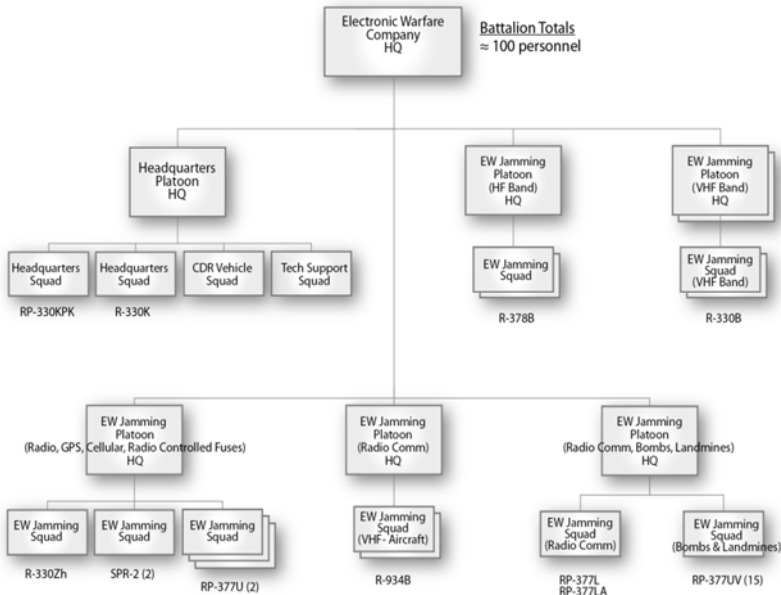 Electronic Warfare
Company
HQ
Battalion Totals
≈ 100 personnel
Headquarters
Platoon
HQ
EW Jamming
Platoon
(HF Band)
HQ
EW Jamming
Platoon
(VHF Band)
HQ
Headquarters
Squad
Headquarters
Squad
CDR Vehicle
Squad
Tech Support
Squad
RP-330KPK
R-330K
EW Jamming
Squad
R-378B
EW Jamming
Squad
(VHF Band)
R-330B
EW Jamming
Platoon
(Radio, GPS, Cellular, Radio Controlled Fuses)
HQ
EW Jamming
Platoon
(Radio Comm)
HQ
EW Jamming
Platoon
(Radio Comm, Bombs, Landmines)
HQ
EW Jamming
Squad
EW Jamming
Squad
EW Jamming
Squad
R-330Zh
SPR-2 (2)
RP-377U (2)
EW Jamming
Squad
(VHF- Aircraft)
R-934B
EW Jamming
Squad
(Radio Comm)
RP-377L
RP-377LA
EW Jamming
Squad
(Bombs & Landmines)
RP-377UV (15)